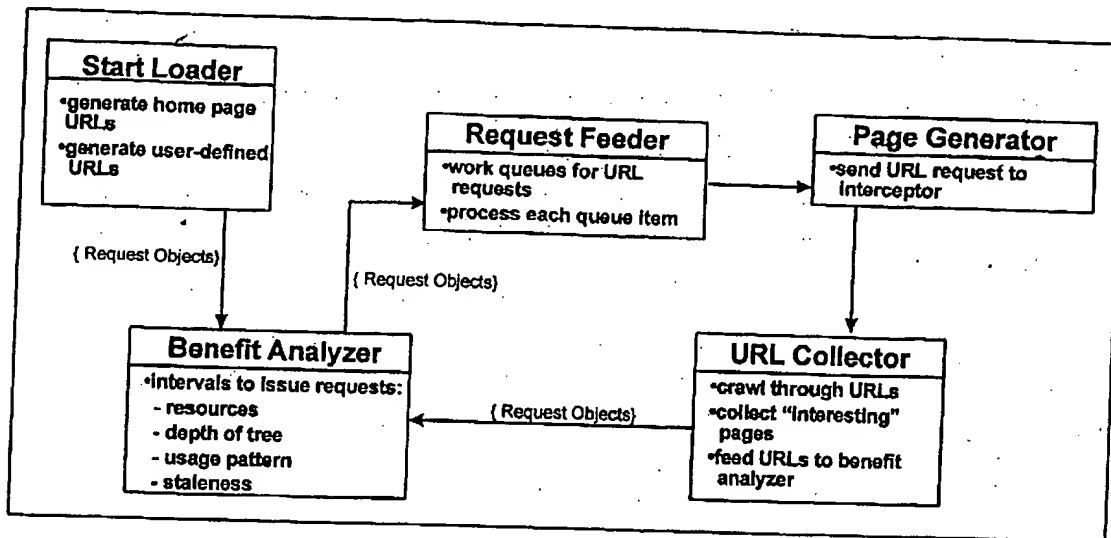 Start Loader
•generate home page
URLs
•generate user-defined
URLs
{ Request Objects}
Request Feeder
•work queues for URL
requests
•process each queue item
{ Request Objects}
Page Generator
•send URL request to
interceptor
Benefit Analyzer
•intervals to issue requests:
- resources
- depth of tree
- usage pattern
- staleness
{ Request Objects}
URL Collector
•crawl through URLs
•collect "interesting"
pages
•feed URLs to benefit
analyzer